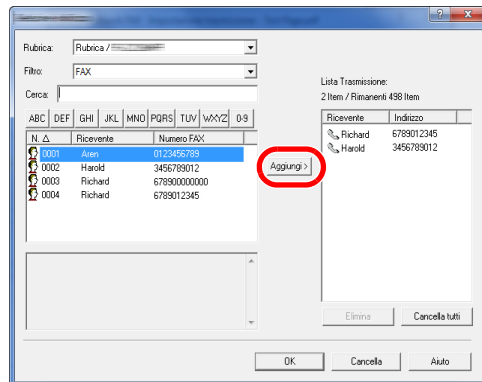 Rubrica: Rubrica /
Filtro: FAX
Cerca:
ABC DEF GHI JKL MNO PQRS TUV WXYZ 0-9
N. Δ Ricevente Numero FAX
0001 Aren 0123456789
0002 Harold 3456789012
0003 Richard 678900000000
0004 Richard 6789012345
Aggiungi >
Lista Trasmissione:
2 Item / Rimanenti 498 Item
Ricevente Indirizzo
Richard 6789012345
Harold 3456789012
Elimina Cancella tutti
OK Cancella Aiuto